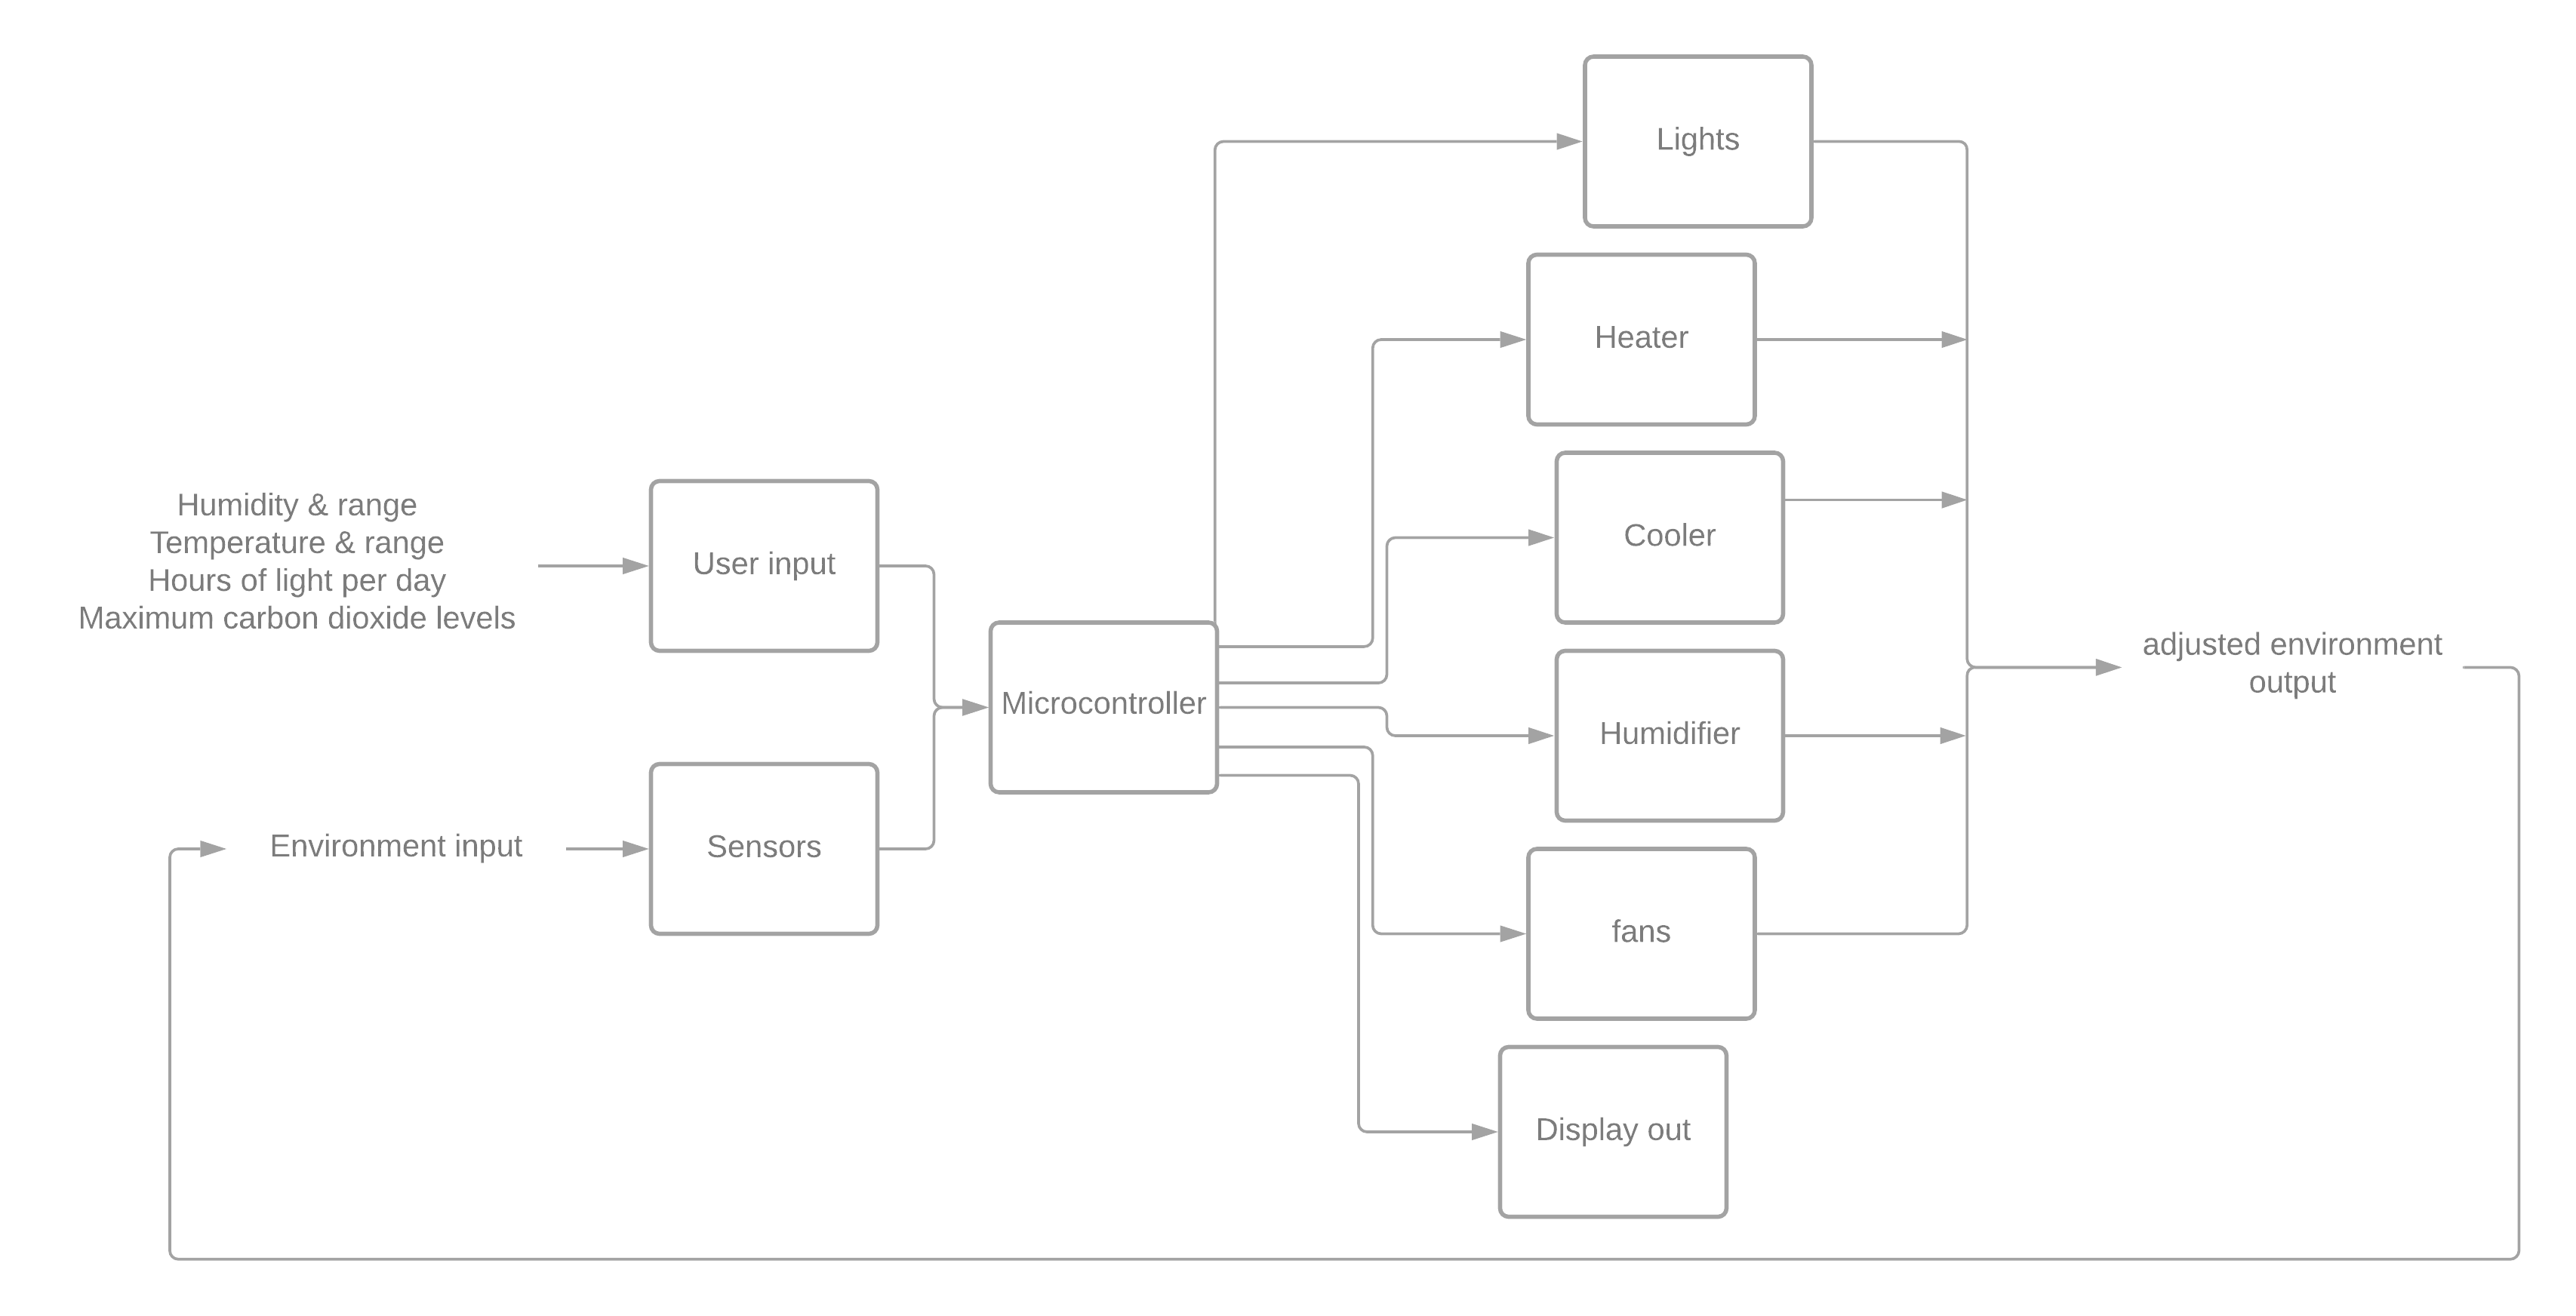 Lights
Heater
Cooler
Humidity & range
Temperature & range
Hours of light per day
Maximum carbon dioxide levels
User input
adjusted environment
output
Microcontroller
Humidifier
Environment input
Sensors
fans
Display out